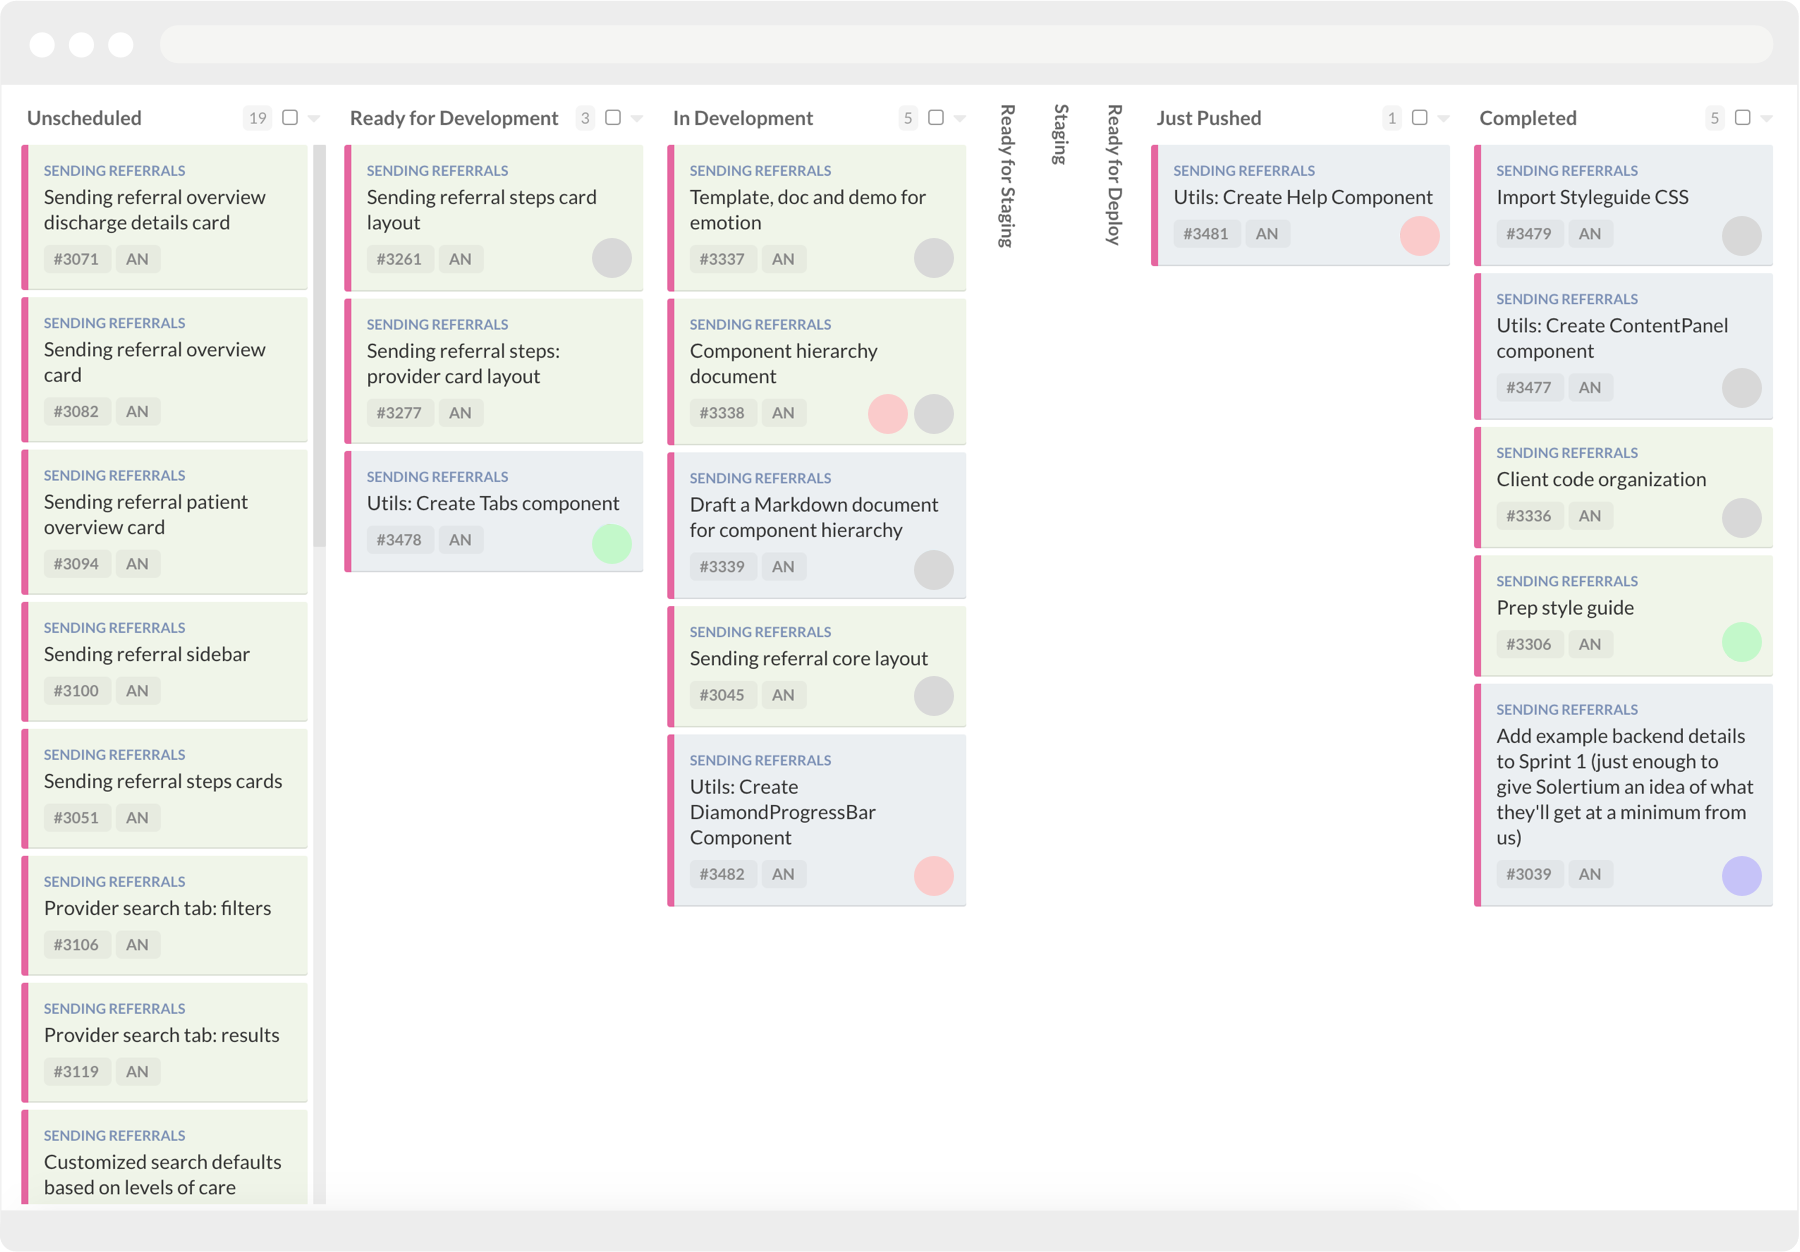 Unscheduled 19
SENDING REFERRALS
Sending referral overview
discharge details card
#3071 AN
SENDING REFERRALS
Sending referral overview
card
#3082 AN
SENDING REFERRALS
Sending referral patient
overview card
#3094 AN
SENDING REFERRALS
Sending referral sidebar
#3100 AN
SENDING REFERRALS
Sending referral steps cards
#3051 AN
SENDING REFERRALS
Provider search tab: filters
#3106 AN
SENDING REFERRALS
Provider search tab: results
#3119 AN
SENDING REFERRALS
Customized search defaults
based on levels of care
Ready for Development 3
SENDING REFERRALS
Sending referral steps card
layout
#3261 AN
SENDING REFERRALS
Sending referral steps:
provider card layout
#3277 AN
SENDING REFERRALS
Utils: Create Tabs component
#3478 AN
In Development 5
SENDING REFERRALS
Template, doc and demo for
emotion
#3337 AN
SENDING REFERRALS
Component hierarchy
document
#3338 AN
SENDING REFERRALS
Draft a Markdown document
for component hierarchy
#3339 AN
SENDING REFERRALS
Sending referral core layout
#3045 AN
SENDING REFERRALS
Utils: Create
DiamondProgressBar
Component
#3482 AN
Ready for Staging
Staging
Ready for Deploy
Just Pushed 1
SENDING REFERRALS
Utils: Create Help Component
#3481 AN
Completed 5
SENDING REFERRALS
Import Styleguide CSS
#3479 AN
SENDING REFERRALS
Utils: Create ContentPanel
component
#3477 AN
SENDING REFERRALS
Client code organization
#3336 AN
SENDING REFERRALS
Prep style guide
#3306 AN
SENDING REFERRALS
Add example backend details
to Sprint 1 (just enough to
give Solertium an idea of what
they'll get at a minimum from
us)
#3039 AN